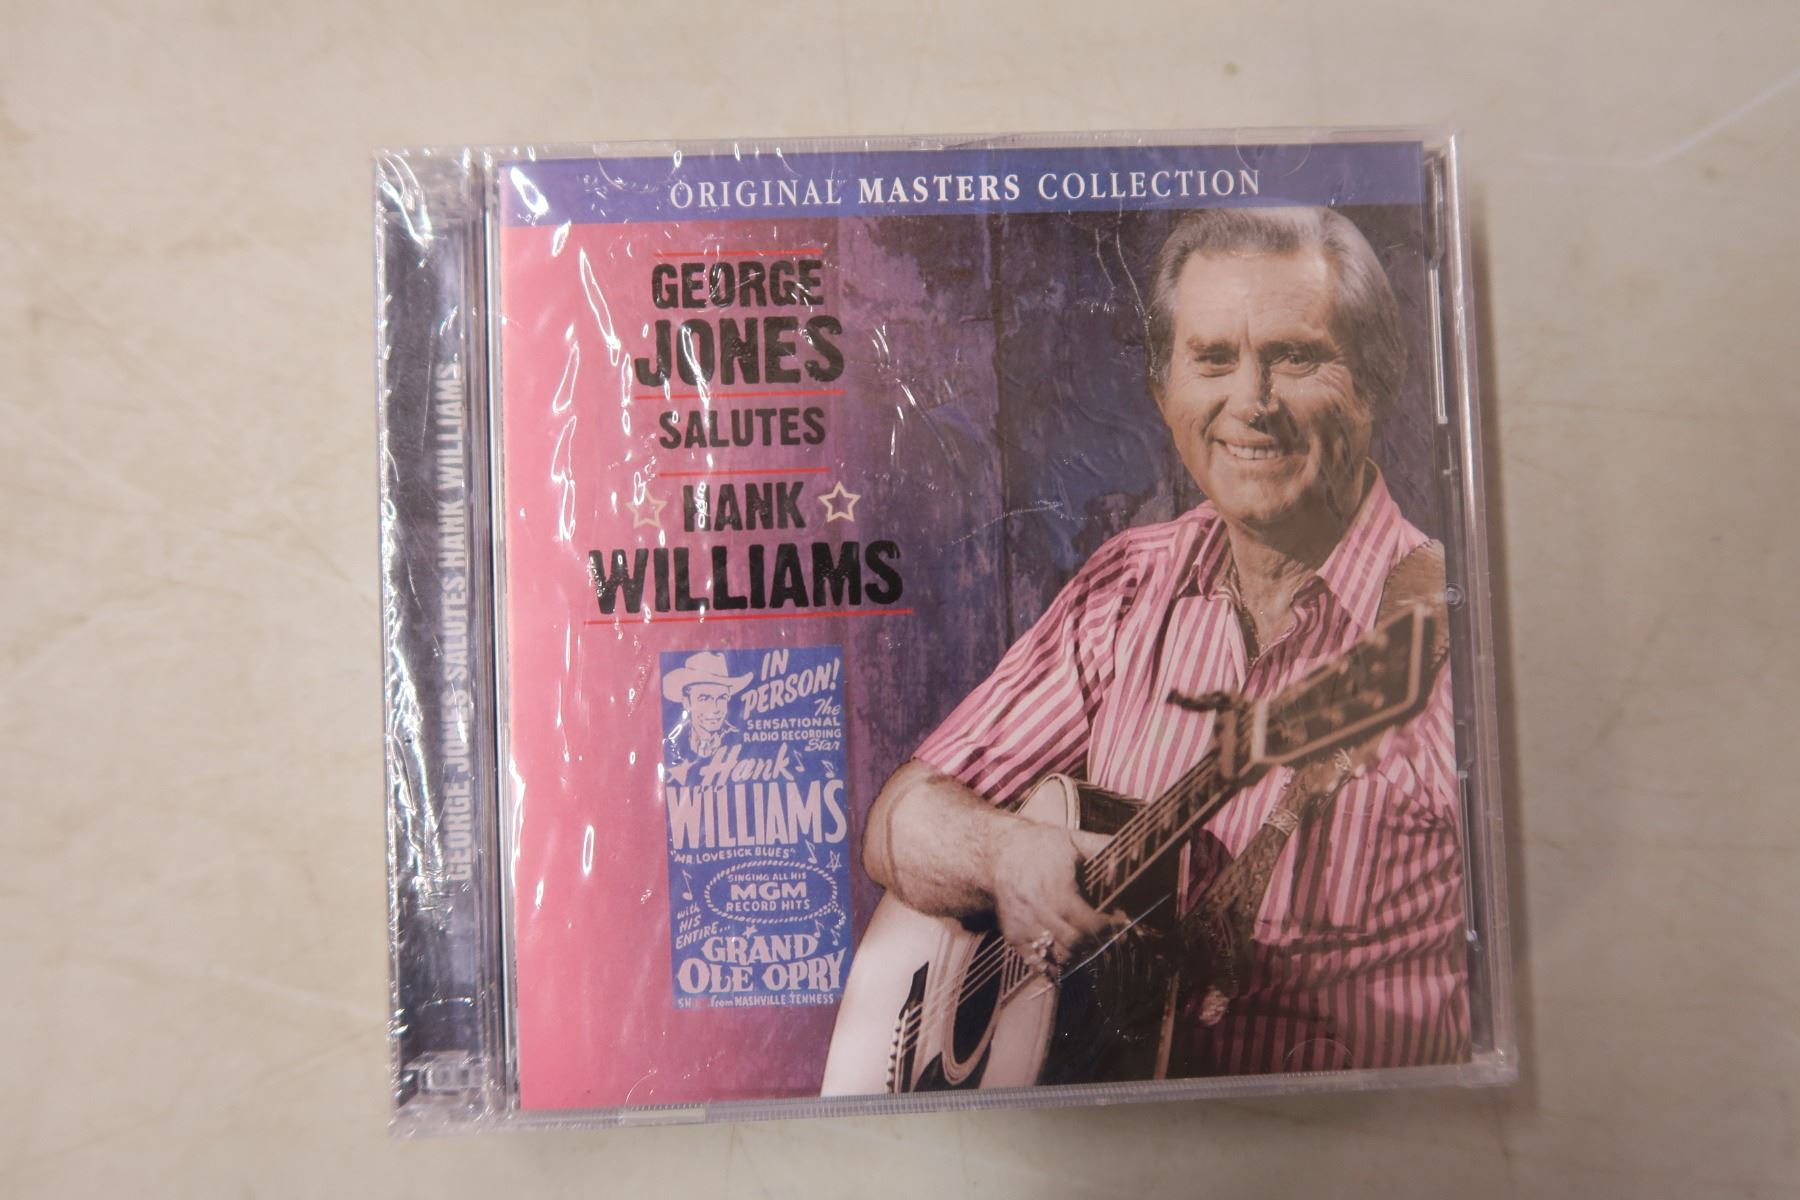 ORIGINAL MASTERS COLLECTION
GEORGE
JONES
SALUTES
HANK
WILLIAMS
IN
PERSON!
The
SENSATIONAL
RADIO RECORDING
Star
Hank
WILLIAMS
"MR. LOVESICK BLUES"
SINGING ALL HIS
MGM
RECORD HITS
with
HIS
ENTIRE...
GRAND
OLE OPRY
from NASHVILLE TENNESS
GEORGE JONES SALUTES HANK WILLIAMS